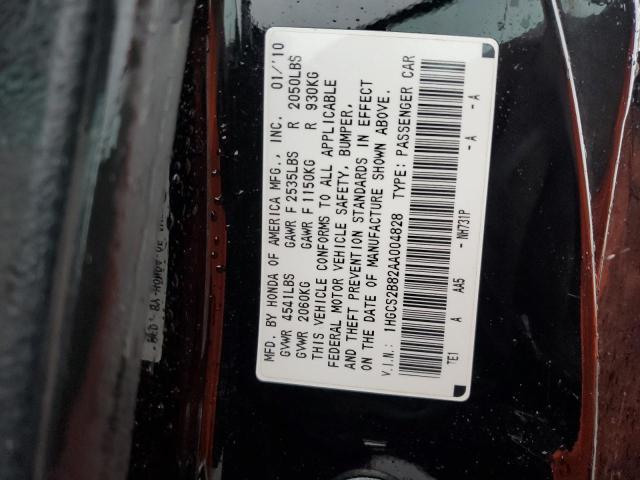 MFD. BY HONDA OF AMERICA MFG., INC. 01/'10
GVWR 4541LBS GAWR F 2535LBS R 2050LBS
GVWR 2060KG GAWR F 1150KG R 930KG
THIS VEHICLE CONFORMS TO ALL APPLICABLE
FEDERAL MOTOR VEHICLE SAFETY, BUMPER,
AND THEFT PREVENTION STANDARDS IN EFFECT
ON THE DATE OF MANUFACTURE SHOWN ABOVE.
V.I.N.: 1HGCS2B82AA004828 TYPE: PASSENGER CAR
TE1 A AA5 - NH731P - A - A